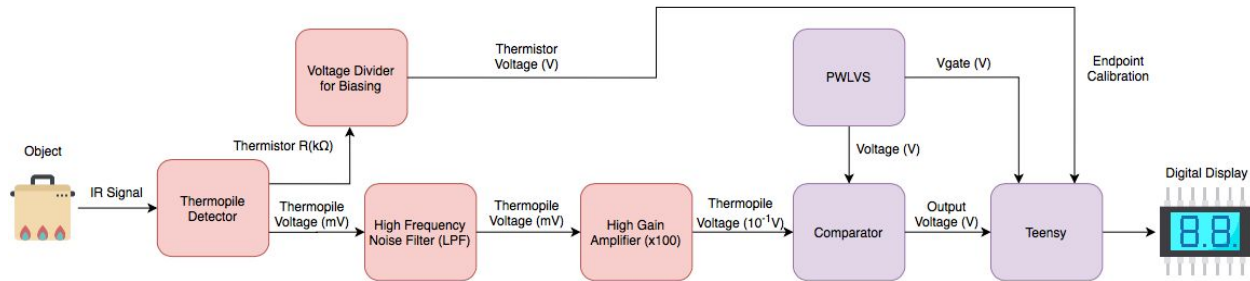 Object
IR Signal
Thermopile
Detector
Thermistor R(kΩ)
Voltage Divider
for Biasing
Thermistor
Voltage (V)
Thermopile
Voltage (mV)
High Frequency
Noise Filter (LPF)
Thermopile
Voltage (mV)
High Gain
Amplifier (x100)
Thermopile
Voltage (10⁻¹V)
PWLVS
Vgate (V)
Voltage (V)
Comparator
Output
Voltage (V)
Endpoint
Calibration
Teensy
Digital Display
8.8.